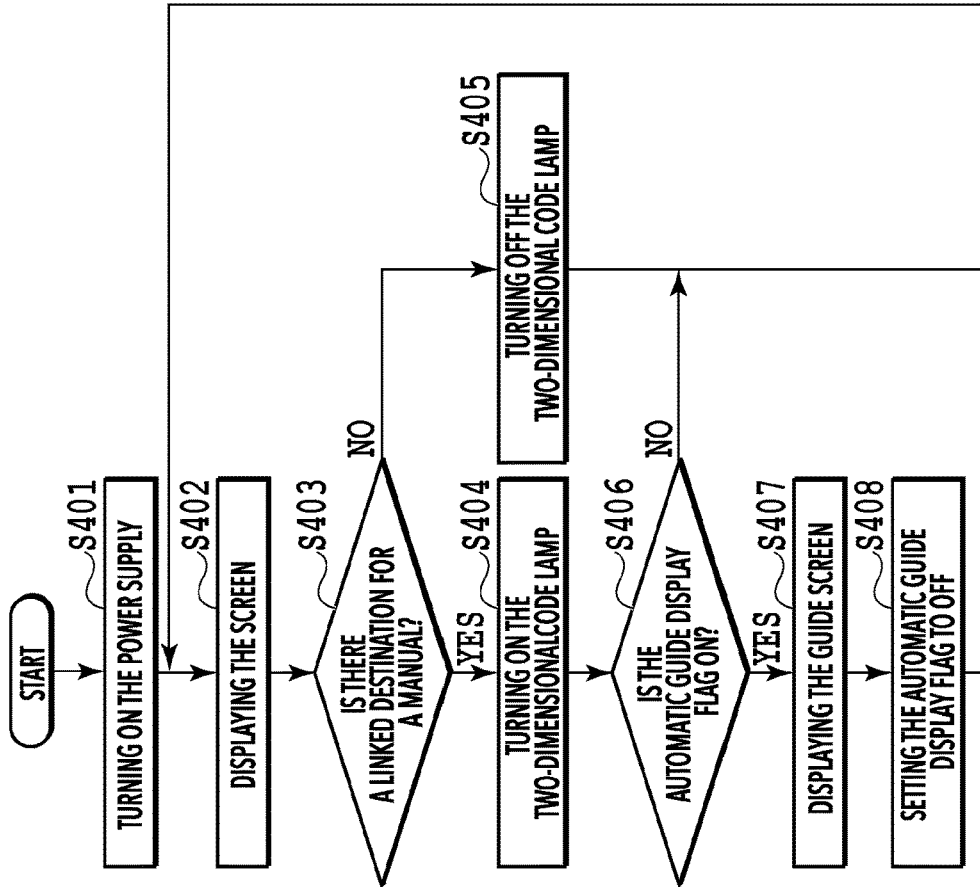 START
S401
TURNING ON THE POWER SUPPLY
S402
DISPLAYING THE SCREEN
S403
IS THERE
A LINKED DESTINATION FOR
A MANUAL?
NO
YES
S404
TURNING ON THE
TWO-DIMENSIONALCODE LAMP
S405
TURNING OFF THE
TWO-DIMENSIONAL CODE LAMP
S406
IS THE
AUTOMATIC GUIDE DISPLAY
FLAG ON?
NO
YES
S407
DISPLAYING THE GUIDE SCREEN
S408
SETTING THE AUTOMATIC GUIDE
DISPLAY FLAG TO OFF